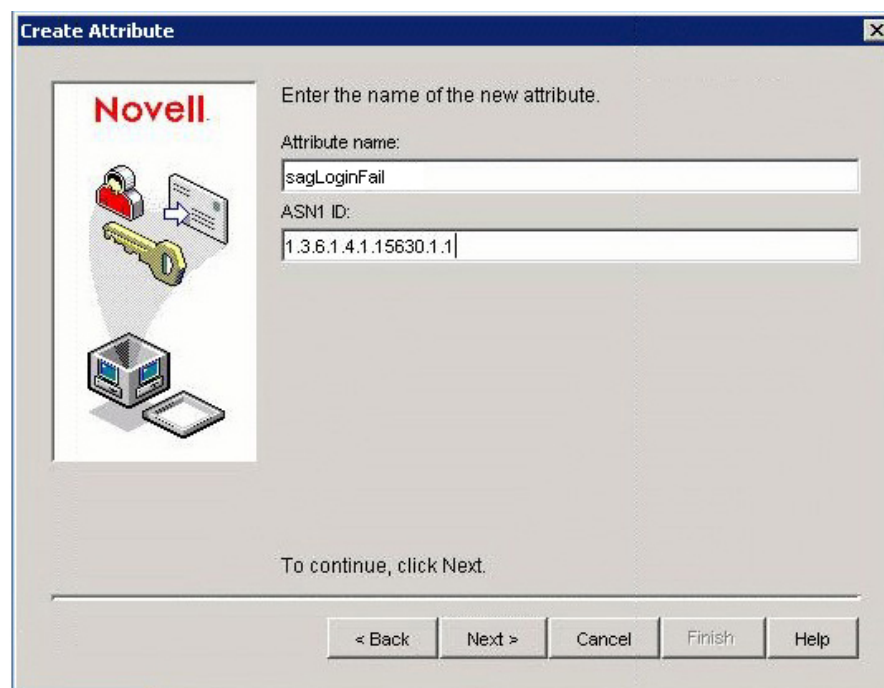 Create Attribute
Novell.
Enter the name of the new attribute.
Attribute name:
sagLoginFail
ASN1 ID:
1.3.6.1.4.1.15630.1.1
To continue, click Next.
< Back
Next >
Cancel
Finish
Help